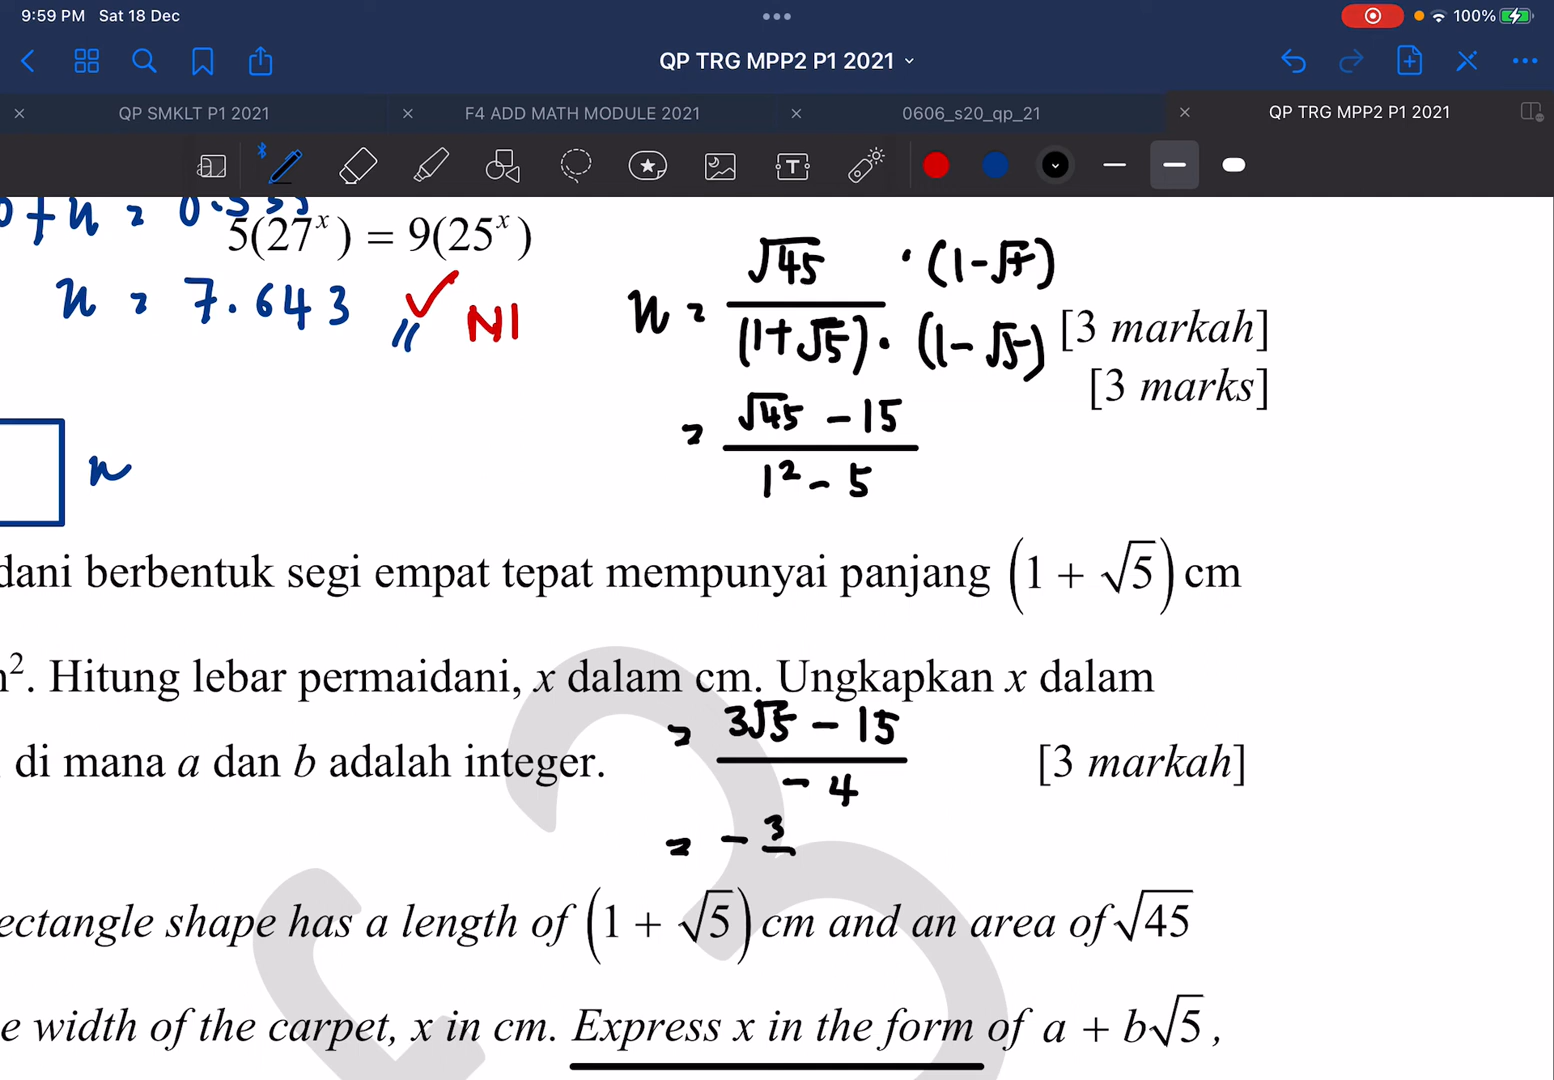 9:59 PM Sat 18 Dec
100%
QP TRG MPP2 P1 2021
QP SMKLT P1 2021
F4 ADD MATH MODULE 2021
0606_s20_qp_21
QP TRG MPP2 P1 2021
+ n = 0.555
5(27^x) = 9(25^x)
n = 7.643 ✓ N1
n = √45 / (1+√5) · (1-√5) / (1-√5)
[3 markah]
[3 marks]
= (√45 - 15) / (1² - 5)
n
dani berbentuk segi empat tepat mempunyai panjang (1 + √5) cm
². Hitung lebar permaidani, x dalam cm. Ungkapkan x dalam
= (3√5 - 15) / -4
di mana a dan b adalah integer. [3 markah]
= - 3
ectangle shape has a length of (1 + √5) cm and an area of √45
e width of the carpet, x in cm. Express x in the form of a + b√5,